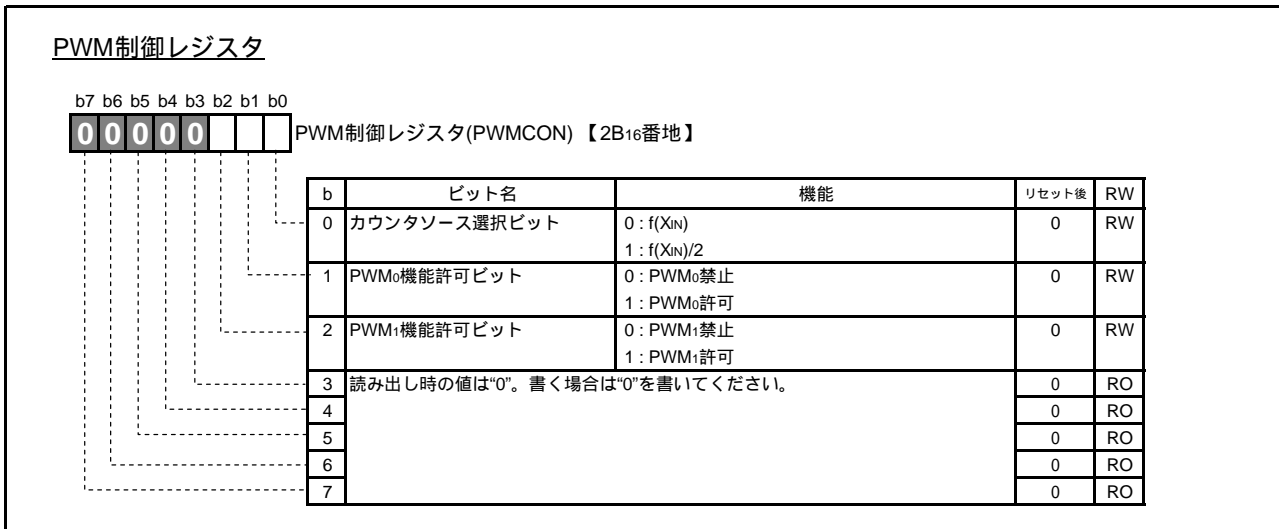 PWM制御レジスタ
b7 b6 b5 b4 b3 b2 b1 b0
0 0 0 0 0
PWM制御レジスタ(PWMCON) 【2B16番地】
b ビット名 機能 リセット後 RW
0 カウンタソース選択ビット 0 : f(XIN) 0 RW
1 : f(XIN)/2
1 PWM0機能許可ビット 0 : PWM0禁止 0 RW
1 : PWM0許可
2 PWM1機能許可ビット 0 : PWM1禁止 0 RW
1 : PWM1許可
3 読み出し時の値は“0”。書く場合は“0”を書いてください。 0 RO
4 0 RO
5 0 RO
6 0 RO
7 0 RO